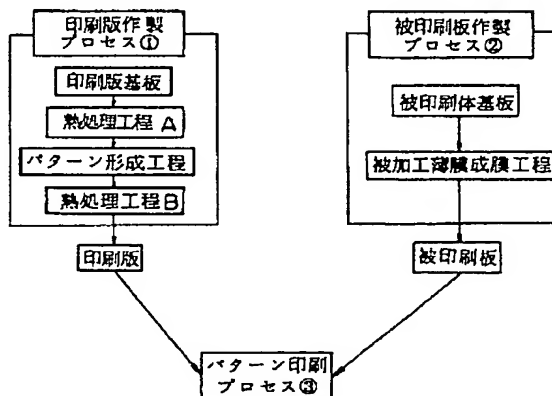 印刷版作製
プロセス①
印刷版基板
熱処理工程A
パターン形成工程
熱処理工程B
印刷版
被印刷板作製
プロセス②
被印刷体基板
被加工薄膜成膜工程
被印刷板
パターン印刷
プロセス③